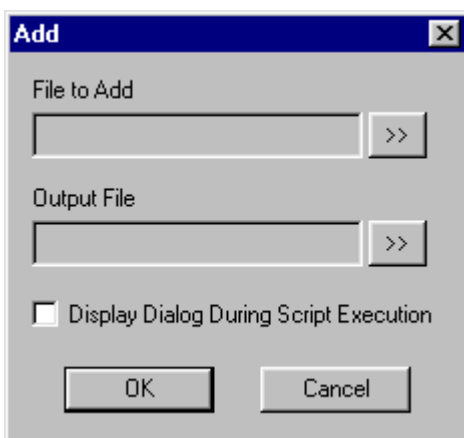 Add
File to Add
>>
Output File
>>
Display Dialog During Script Execution
OK Cancel